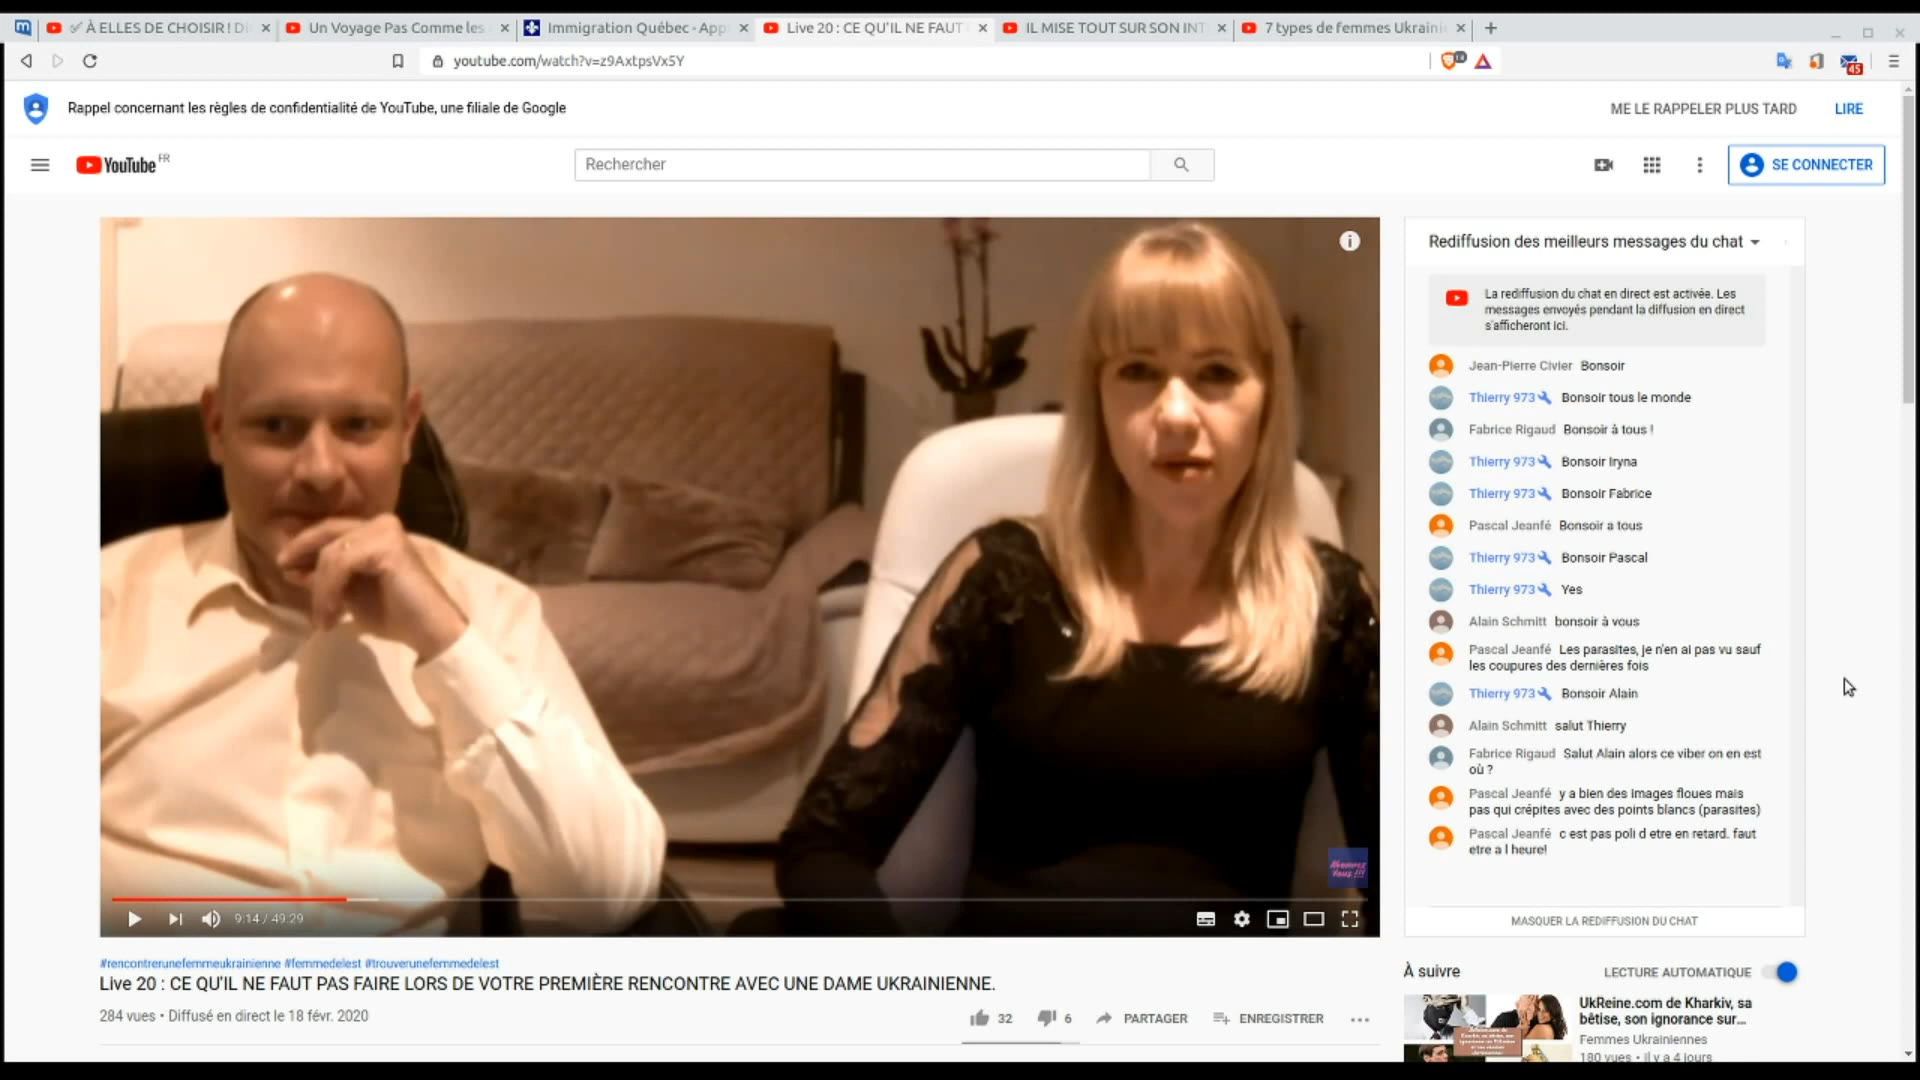 ✓ À ELLES DE CHOISIR ! D
Un Voyage Pas Comme les
Immigration Québec - App
Live 20 : CE QU'IL NE FAUT
IL MISE TOUT SUR SON INT
7 types de femmes Ukraini
youtube.com/watch?v=z9AxtpsVx5Y
45
Rappel concernant les règles de confidentialité de YouTube, une filiale de Google
ME LE RAPPELER PLUS TARD
LIRE
YouTube FR
Rechercher
SE CONNECTER
Rediffusion des meilleurs messages du chat
La rediffusion du chat en direct est activée. Les
messages envoyés pendant la diffusion en direct
s'afficheront ici.
Jean-Pierre Civier Bonsoir
Thierry 973 Bonsoir tous le monde
Fabrice Rigaud Bonsoir à tous !
Thierry 973 Bonsoir Iryna
Thierry 973 Bonsoir Fabrice
Pascal Jeanfé Bonsoir a tous
Thierry 973 Bonsoir Pascal
Thierry 973 Yes
Alain Schmitt bonsoir à vous
Pascal Jeanfé Les parasites, je n'en ai pas vu sauf
les coupures des dernières fois
Thierry 973 Bonsoir Alain
Alain Schmitt salut Thierry
Fabrice Rigaud Salut Alain alors ce viber on en est
où ?
Pascal Jeanfé y a bien des images floues mais
pas qui crépites avec des points blancs (parasites)
Pascal Jeanfé c est pas poli d etre en retard. faut
etre a l heure!
MASQUER LA REDIFFUSION DU CHAT
Abonnez
Vous !!!
9:14 / 49:29
#rencontrerunefemmeukrainienne #femmedelest #trouverunefemmedelest
Live 20 : CE QU'IL NE FAUT PAS FAIRE LORS DE VOTRE PREMIÈRE RENCONTRE AVEC UNE DAME UKRAINIENNE.
284 vues • Diffusé en direct le 18 févr. 2020
32
6
PARTAGER
ENREGISTRER
À suivre
LECTURE AUTOMATIQUE
UkReine.com de Kharkiv, sa
bêtise, son ignorance sur...
Femmes Ukrainiennes
180 vues • il y a 4 jours